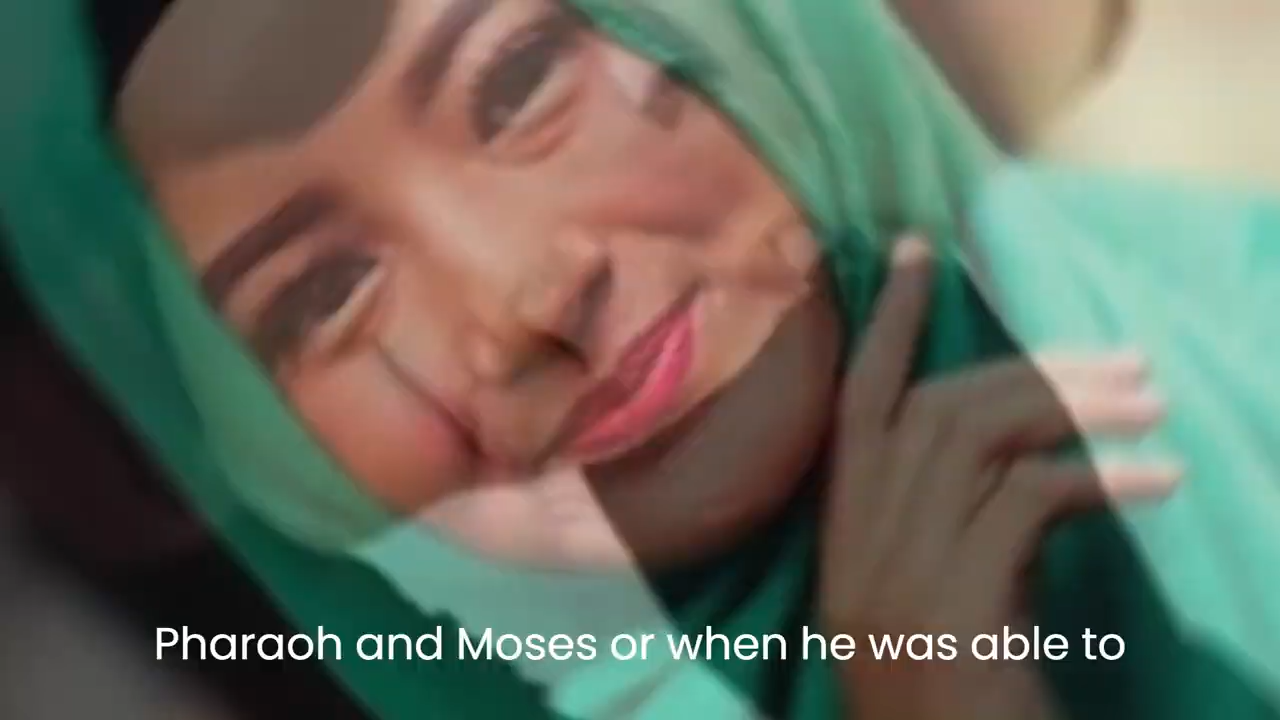 Pharaoh and Moses or when he was able to